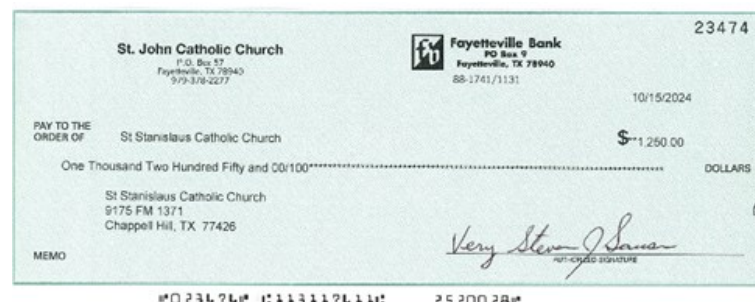 23474
St. John Catholic Church
P.O. Box 57
Fayetteville, TX 78940
979-378-2277
fv
Fayetteville Bank
PO Box 9
Fayetteville, TX 78940
88-1741/1131
10/15/2024
PAY TO THE
ORDER OF St Stanislaus Catholic Church $ **1,250.00
One Thousand Two Hundred Fifty and 00/100 DOLLARS
St Stanislaus Catholic Church
9175 FM 1371
Chappell Hill, TX 77426
Very Steven J
MEMO
AUTHORIZED SIGNATURE